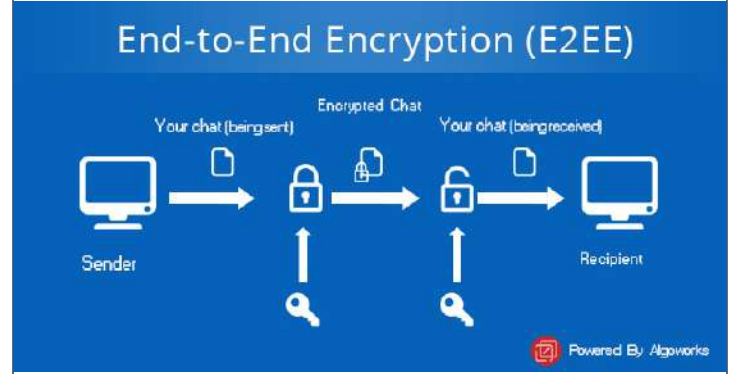 End-to-End Encryption (E2EE)
Encrypted Chat
Your chat (being sent)
Your chat (being received)
Sender
Recipient
Powered By Algoworks